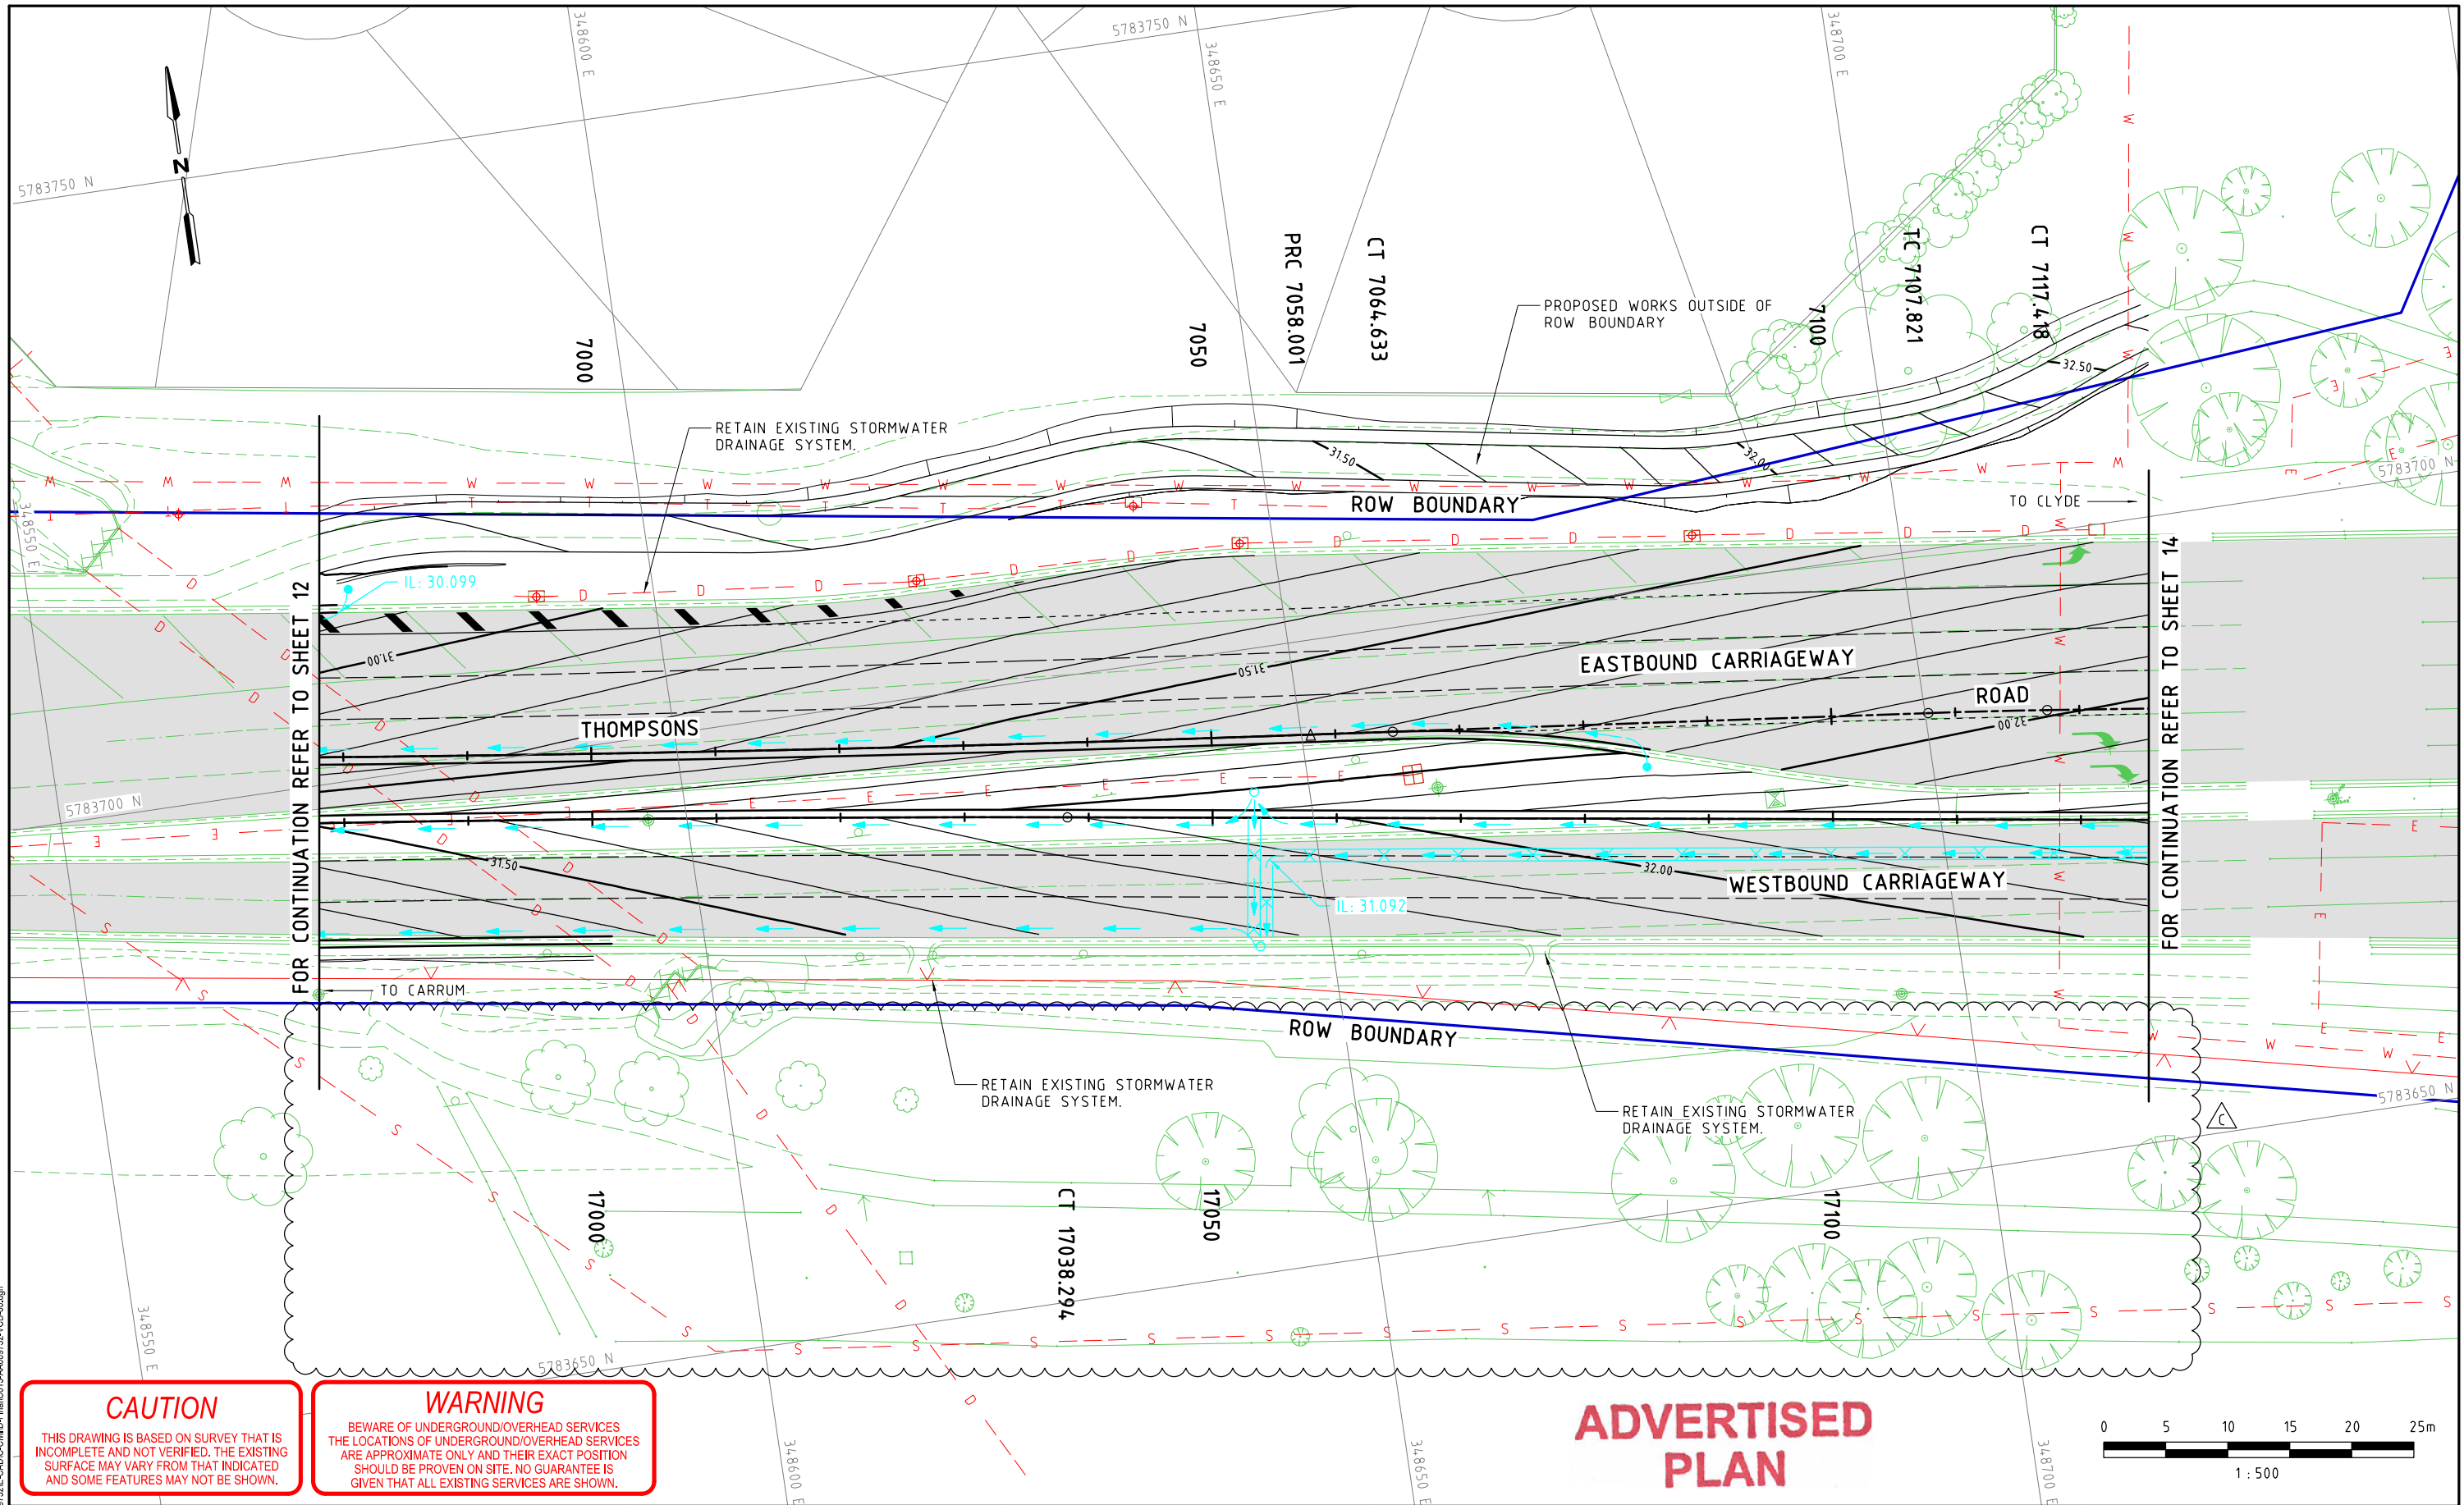 5783750 N
348600 E
5783750 N
348650 E
348700 E
N
7000
7050
PRC 7058.001
CT 7064.633
7100
TC 7107.821
CT 7117.418
PROPOSED WORKS OUTSIDE OF
ROW BOUNDARY
RETAIN EXISTING STORMWATER
DRAINAGE SYSTEM.
31.50
32.00
32.50
5783700 N
ROW BOUNDARY
TO CLYDE
348550 E
IL: 30.099
31.00
31.50
EASTBOUND CARRIAGEWAY
THOMPSONS
ROAD
32.00
FOR CONTINUATION REFER TO SHEET 12
FOR CONTINUATION REFER TO SHEET 14
5783700 N
31.50
32.00
WESTBOUND CARRIAGEWAY
IL: 31.092
TO CARRUM
ROW BOUNDARY
RETAIN EXISTING STORMWATER
DRAINAGE SYSTEM.
RETAIN EXISTING STORMWATER
DRAINAGE SYSTEM.
5783650 N
C
17000
CT 17038.294
17050
17100
348550 E
5783650 N
348600 E
348650 E
348700 E
CAUTION
THIS DRAWING IS BASED ON SURVEY THAT IS
INCOMPLETE AND NOT VERIFIED. THE EXISTING
SURFACE MAY VARY FROM THAT INDICATED
AND SOME FEATURES MAY NOT BE SHOWN.
WARNING
BEWARE OF UNDERGROUND/OVERHEAD SERVICES
THE LOCATIONS OF UNDERGROUND/OVERHEAD SERVICES
ARE APPROXIMATE ONLY AND THEIR EXACT POSITION
SHOULD BE PROVEN ON SITE. NO GUARANTEE IS
GIVEN THAT ALL EXISTING SERVICES ARE SHOWN.
ADVERTISED
PLAN
0 5 10 15 20 25m
1 : 500